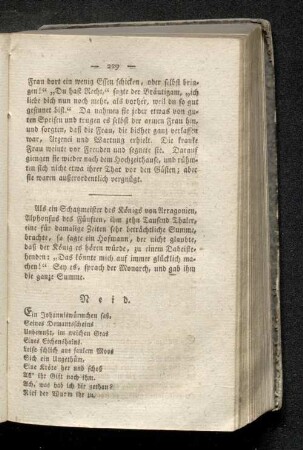 — 209 —
Frau dort ein wenig Essen schicken, oder selbst brin-
gen!“ „Du hast Recht,“ sagte der Bräutigam, „ich
liebe dich nun noch mehr, als vorher, weil du so gut
gesinnet bist.“ Da nahmen sie jeder etwas von den
guten Speisen und trugen es selbst der armen Frau hin,
und sorgten, daß die Frau, die bisher ganz verlassen
war, Arzenei und Wartung erhielt. Die kranke
Frau weinte vor Freuden und segnete sie. Darauf
giengen sie wieder nach dem Hochzeithause, und rühm-
ten sich nicht etwa ihrer That vor den Gästen; aber
sie waren außerordentlich vergnügt.
Als ein Schatzmeister des Königs von Arragonien,
Alphonsus des Fünften, ihm zehn Tausend Thaler,
eine für damalige Zeiten sehr beträchtliche Summe,
brachte, so sagte ein Hofmann, der nicht glaubte,
daß der König es hören würde, zu einem Dabeiste-
henden: „Das könnte mich auf immer glücklich ma-
chen!“ Sey es, sprach der Monarch, und gab ihm
die ganze Summe.
Neid.
Ein Johanniswürmchen saß,
Seines Demantscheins
Unbewußt, im weichen Gras
Eines Eichenhains.
Leise schlich aus faulem Moos
Sich ein Ungethüm,
Eine Kröte her und schoß
All' ihr Gift nach ihm.
Ach, was hab ich dir gethan?
Rief der Wurm ihr zu.